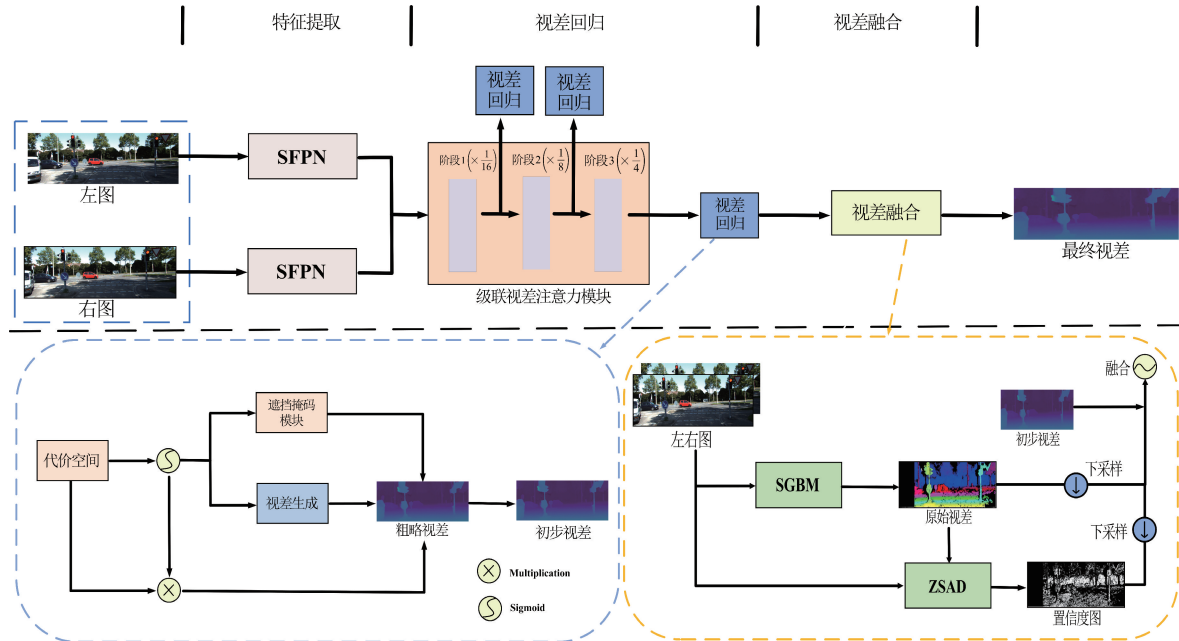 特征提取
视差回归
视差融合
视差
回归
视差
回归
SFPN
阶段1(×1/16)
阶段2(×1/8)
阶段3(×1/4)
左图
视差
回归
视差融合
SFPN
最终视差
右图
级联视差注意力模块
遮挡掩码
模块
代价空间
视差生成
粗略视差
初步视差
Multiplication
Sigmoid
融合
左右图
初步视差
SGBM
下采样
原始视差
下采样
ZSAD
置信度图